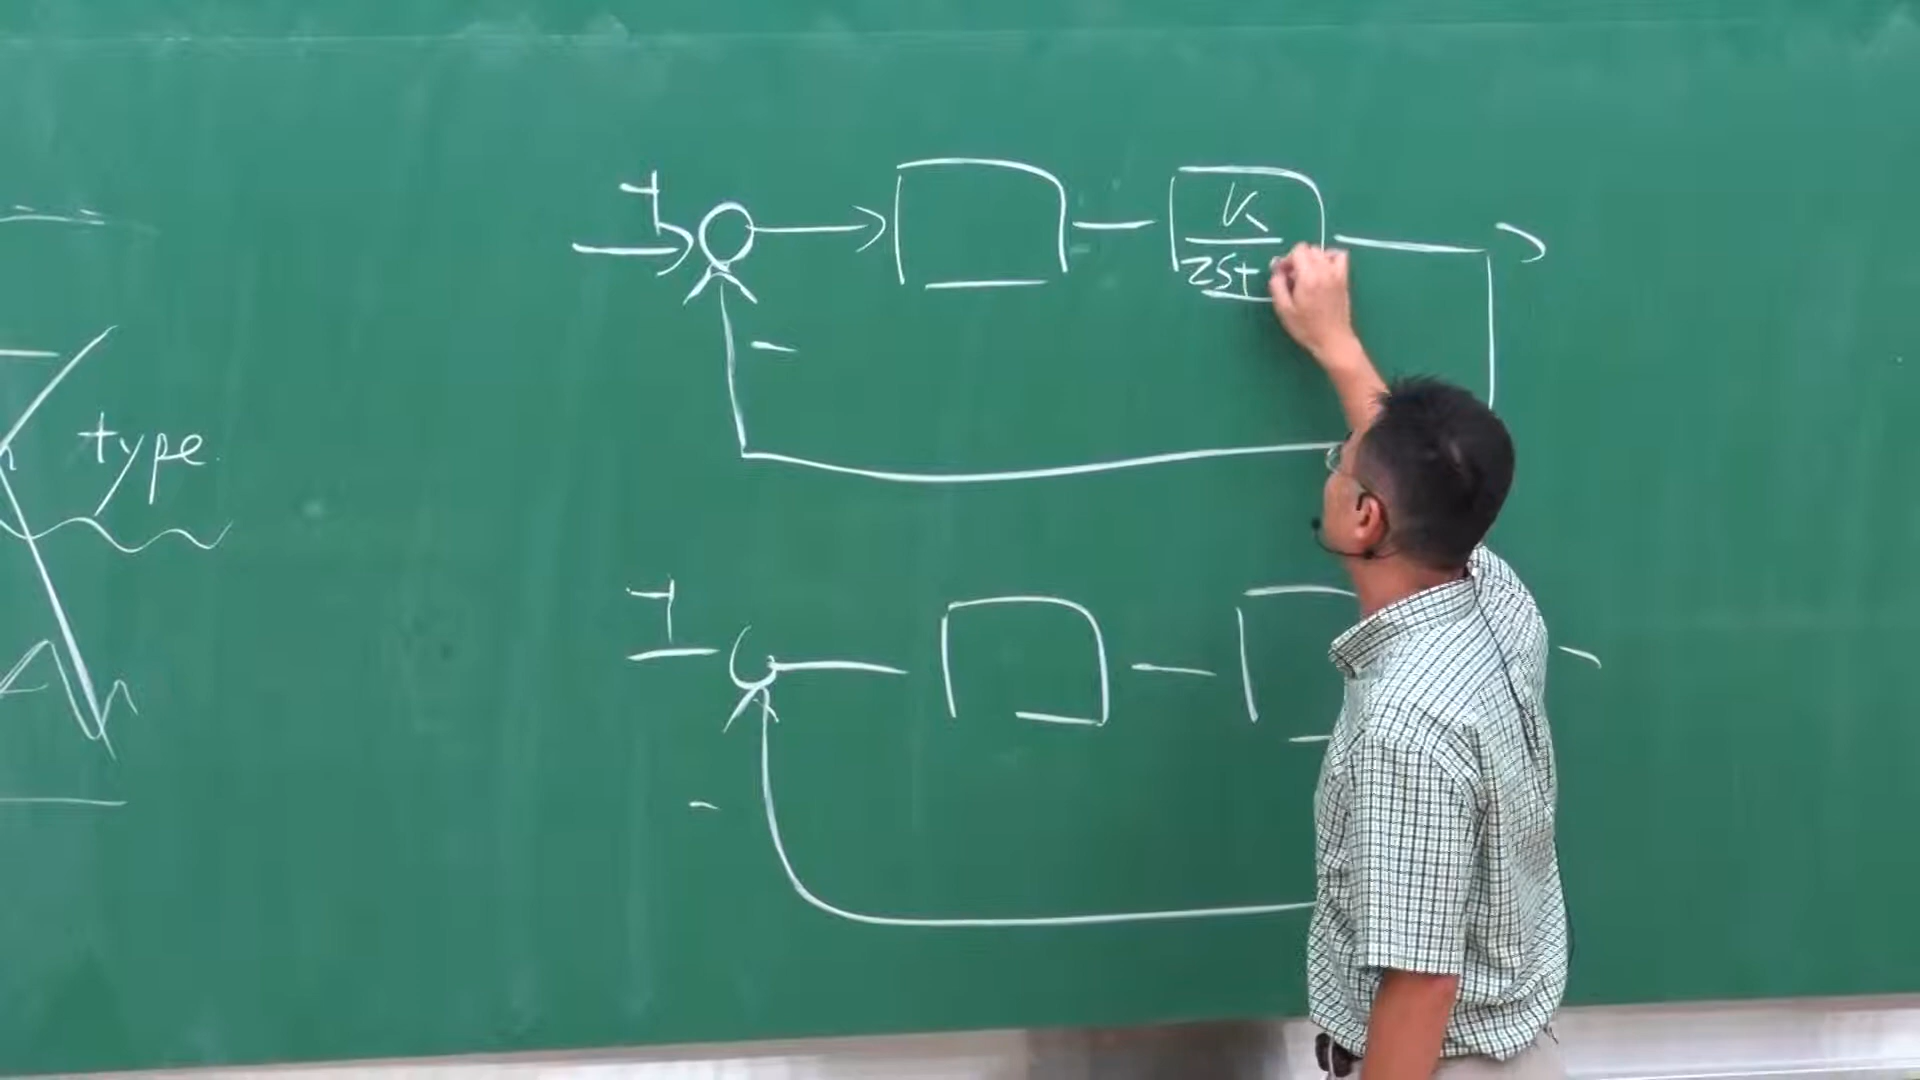 +
K
2S+
-
type
+
-